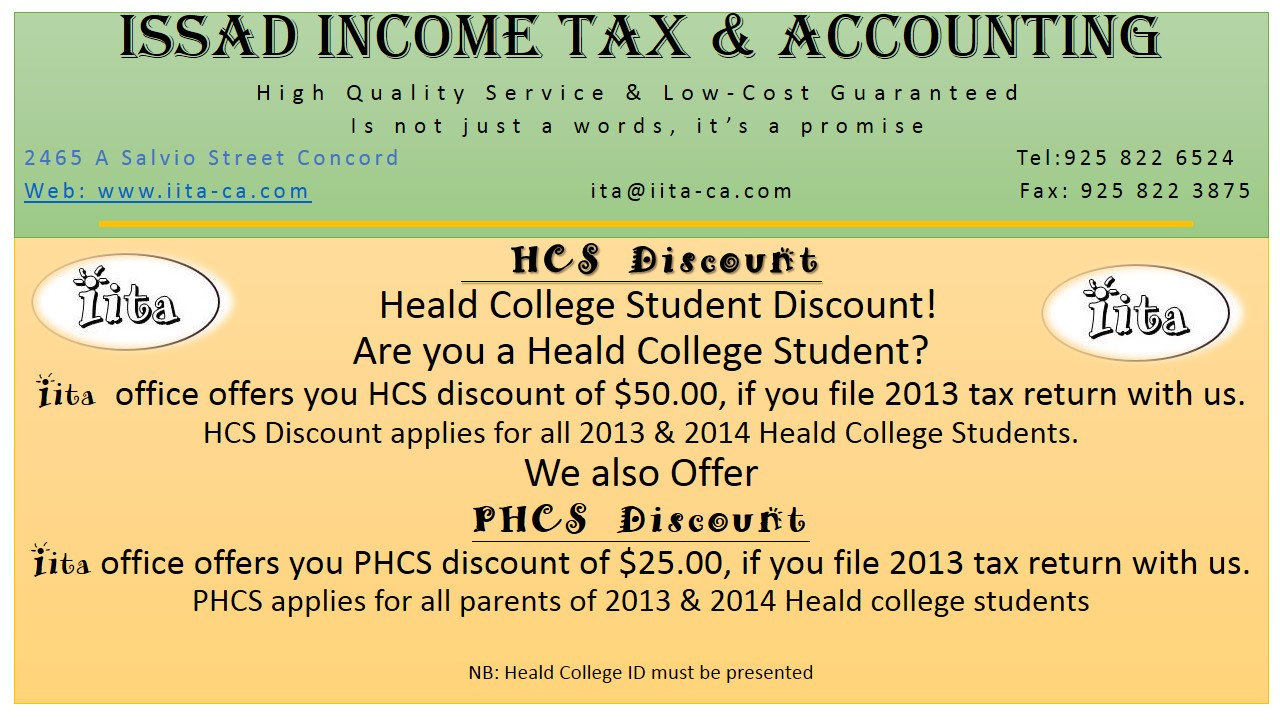 ISSAD INCOME TAX & ACCOUNTING
High Quality Service & Low-Cost Guaranteed
Is not just a words, it's a promise
2465 A Salvio Street Concord Tel:925 822 6524
Web: www.iita-ca.com ita@iita-ca.com Fax: 925 822 3875
HCS Discount
Iita Iita
Heald College Student Discount!
Are you a Heald College Student?
Iita office offers you HCS discount of $50.00, if you file 2013 tax return with us.
HCS Discount applies for all 2013 & 2014 Heald College Students.
We also Offer
PHCS Discount
Iita office offers you PHCS discount of $25.00, if you file 2013 tax return with us.
PHCS applies for all parents of 2013 & 2014 Heald college students
NB: Heald College ID must be presented